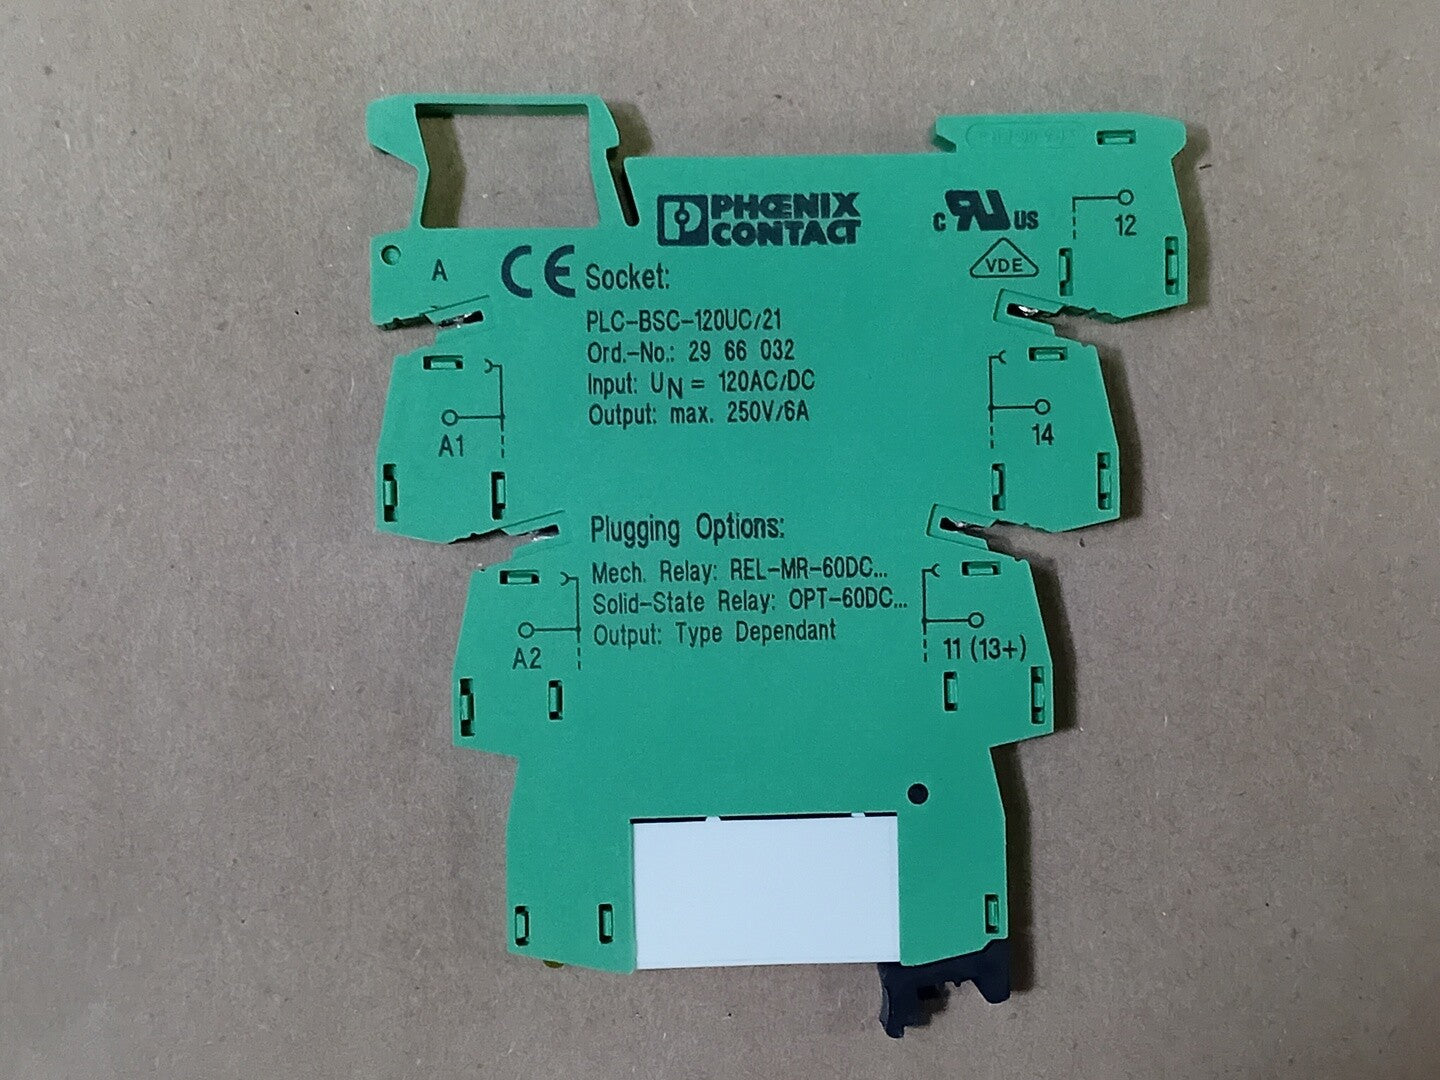 PHŒNIX
CONTACT
c RU US
VDE
12
A
CE
Socket:
PLC-BSC-120UC/21
Ord.-No.: 29 66 032
Input: UN = 120AC/DC
Output: max. 250V/6A
A1
14
Plugging Options:
Mech. Relay: REL-MR-60DC...
Solid-State Relay: OPT-60DC...
Output: Type Dependant
A2
11 (13+)